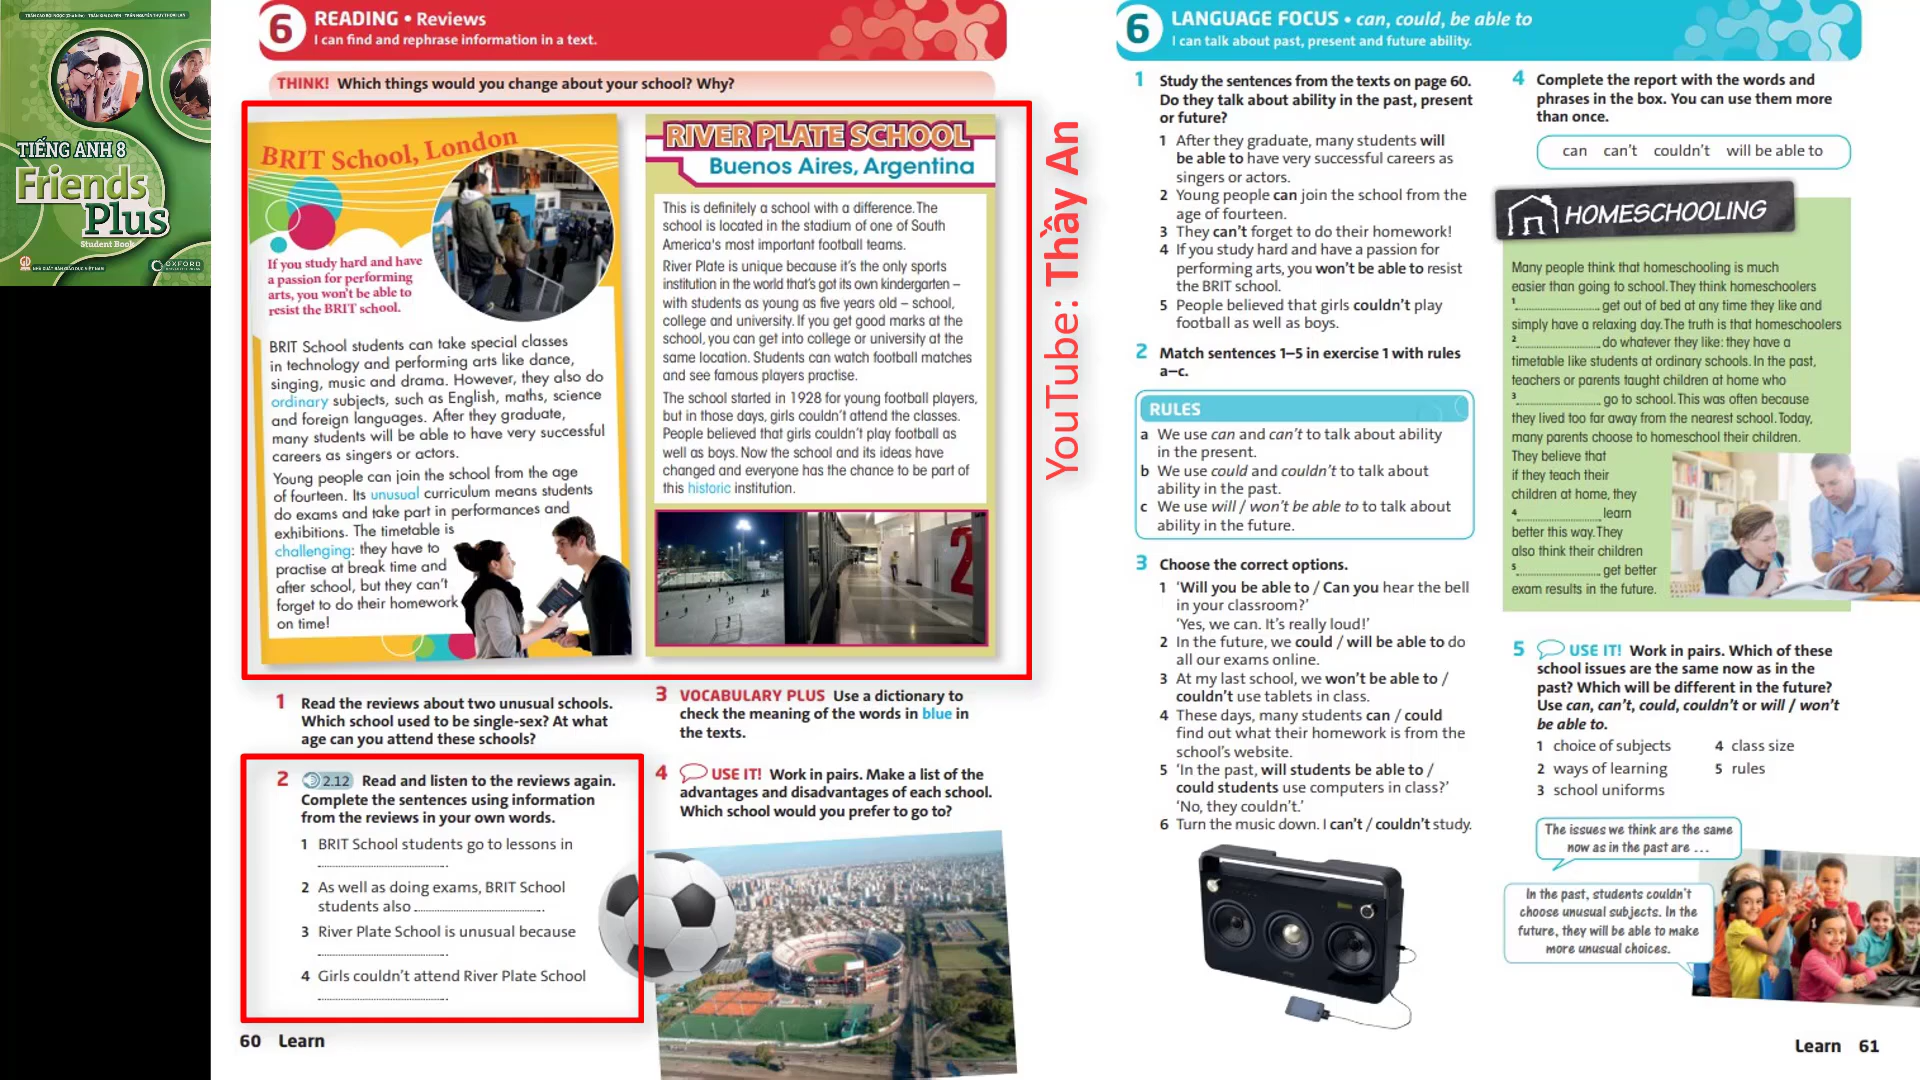 TRẦN CAO BỘI NGỌC (Chủ biên) - TRẦN KIM DUYÊN - TRẦN NGUYỄN THỤY THÙY LAN
TIẾNG ANH 8
Friends
Plus
Student Book
NHÀ XUẤT BẢN GIÁO DỤC VIỆT NAM
OXFORD
6
READING • Reviews
I can find and rephrase information in a text.
THINK! Which things would you change about your school? Why?
BRIT School, London
If you study hard and have
a passion for performing
arts, you won't be able to
resist the BRIT school.
BRIT School students can take special classes
in technology and performing arts like dance,
singing, music and drama. However, they also do
ordinary subjects, such as English, maths, science
and foreign languages. After they graduate,
many students will be able to have very successful
careers as singers or actors.
Young people can join the school from the age
of fourteen. Its unusual curriculum means students
do exams and take part in performances and
exhibitions. The timetable is
challenging: they have to
practise at break time and
after school, but they can't
forget to do their homework
on time!
RIVER PLATE SCHOOL
Buenos Aires, Argentina
This is definitely a school with a difference. The
school is located in the stadium of one of South
America's most important football teams.
River Plate is unique because it's the only sports
institution in the world that's got its own kindergarten –
with students as young as five years old – school,
college and university. If you get good marks at the
school, you can get into college or university at the
same location. Students can watch football matches
and see famous players practise.
The school started in 1928 for young football players,
but in those days, girls couldn't attend the classes.
People believed that girls couldn't play football as
well as boys. Now the school and its ideas have
changed and everyone has the chance to be part of
this historic institution.
2
YouTube: Thầy An
1 Read the reviews about two unusual schools.
Which school used to be single-sex? At what
age can you attend these schools?
2 2.12 Read and listen to the reviews again.
Complete the sentences using information
from the reviews in your own words.
1 BRIT School students go to lessons in
..............................
2 As well as doing exams, BRIT School
students also ..............................
3 River Plate School is unusual because
..............................
4 Girls couldn't attend River Plate School
..............................
3 VOCABULARY PLUS Use a dictionary to
check the meaning of the words in blue in
the texts.
4 USE IT! Work in pairs. Make a list of the
advantages and disadvantages of each school.
Which school would you prefer to go to?
60 Learn
6
LANGUAGE FOCUS • can, could, be able to
I can talk about past, present and future ability.
1 Study the sentences from the texts on page 60.
Do they talk about ability in the past, present
or future?
1 After they graduate, many students will
be able to have very successful careers as
singers or actors.
2 Young people can join the school from the
age of fourteen.
3 They can't forget to do their homework!
4 If you study hard and have a passion for
performing arts, you won't be able to resist
the BRIT school.
5 People believed that girls couldn't play
football as well as boys.
2 Match sentences 1–5 in exercise 1 with rules
a–c.
RULES
a We use can and can't to talk about ability
in the present.
b We use could and couldn't to talk about
ability in the past.
c We use will / won't be able to to talk about
ability in the future.
3 Choose the correct options.
1 'Will you be able to / Can you hear the bell
in your classroom?'
'Yes, we can. It's really loud!'
2 In the future, we could / will be able to do
all our exams online.
3 At my last school, we won't be able to /
couldn't use tablets in class.
4 These days, many students can / could
find out what their homework is from the
school's website.
5 'In the past, will students be able to /
could students use computers in class?'
'No, they couldn't.'
6 Turn the music down. I can't / couldn't study.
4 Complete the report with the words and
phrases in the box. You can use them more
than once.
can can't couldn't will be able to
HOMESCHOOLING
Many people think that homeschooling is much
easier than going to school. They think homeschoolers
1.................... get out of bed at any time they like and
simply have a relaxing day. The truth is that homeschoolers
2.................... do whatever they like: they have a
timetable like students at ordinary schools. In the past,
teachers or parents taught children at home who
3.................... go to school. This was often because
they lived too far away from the nearest school. Today,
many parents choose to homeschool their children.
They believe that
if they teach their
children at home, they
4.................... learn
better this way. They
also think their children
5.................... get better
exam results in the future.
5 USE IT! Work in pairs. Which of these
school issues are the same now as in the
past? Which will be different in the future?
Use can, can't, could, couldn't or will / won't
be able to.
1 choice of subjects
2 ways of learning
3 school uniforms
4 class size
5 rules
The issues we think are the same
now as in the past are ...
In the past, students couldn't
choose unusual subjects. In the
future, they will be able to make
more unusual choices.
Learn 61